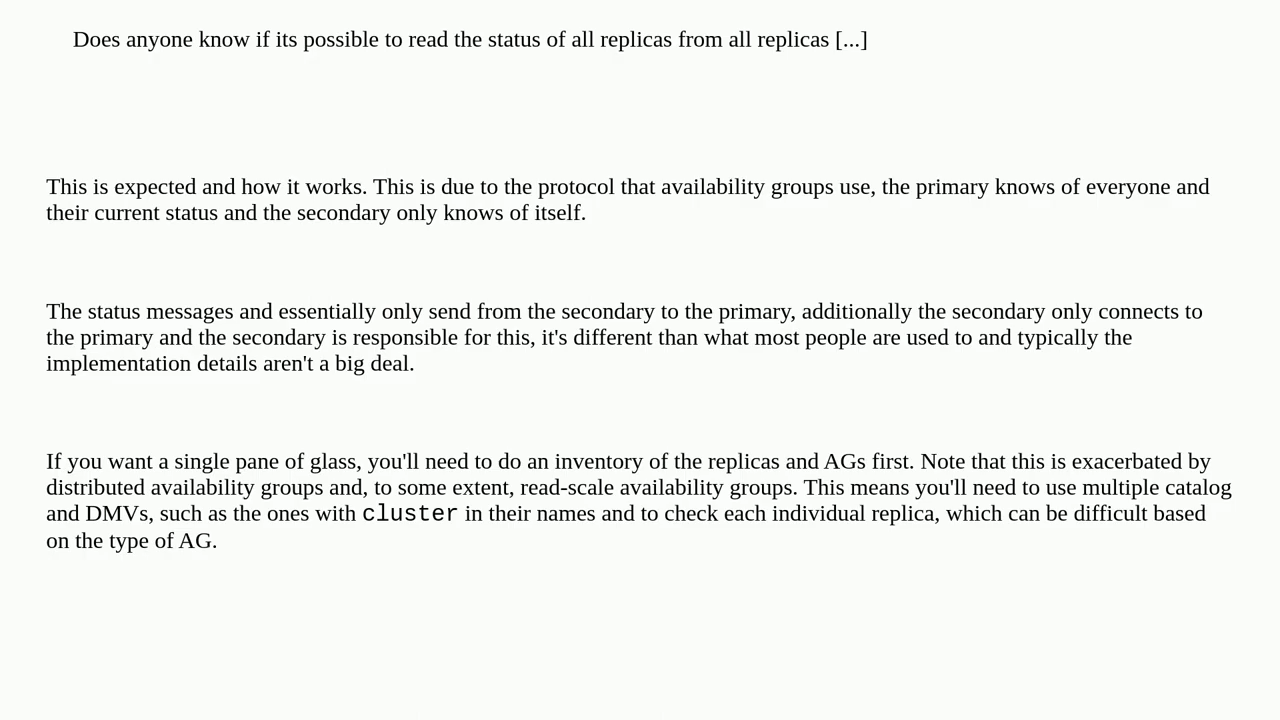 Does anyone know if its possible to read the status of all replicas from all replicas [...]
This is expected and how it works. This is due to the protocol that availability groups use, the primary knows of everyone and
their current status and the secondary only knows of itself.
The status messages and essentially only send from the secondary to the primary, additionally the secondary only connects to
the primary and the secondary is responsible for this, it's different than what most people are used to and typically the
implementation details aren't a big deal.
If you want a single pane of glass, you'll need to do an inventory of the replicas and AGs first. Note that this is exacerbated by
distributed availability groups and, to some extent, read-scale availability groups. This means you'll need to use multiple catalog
and DMVs, such as the ones with cluster in their names and to check each individual replica, which can be difficult based
on the type of AG.